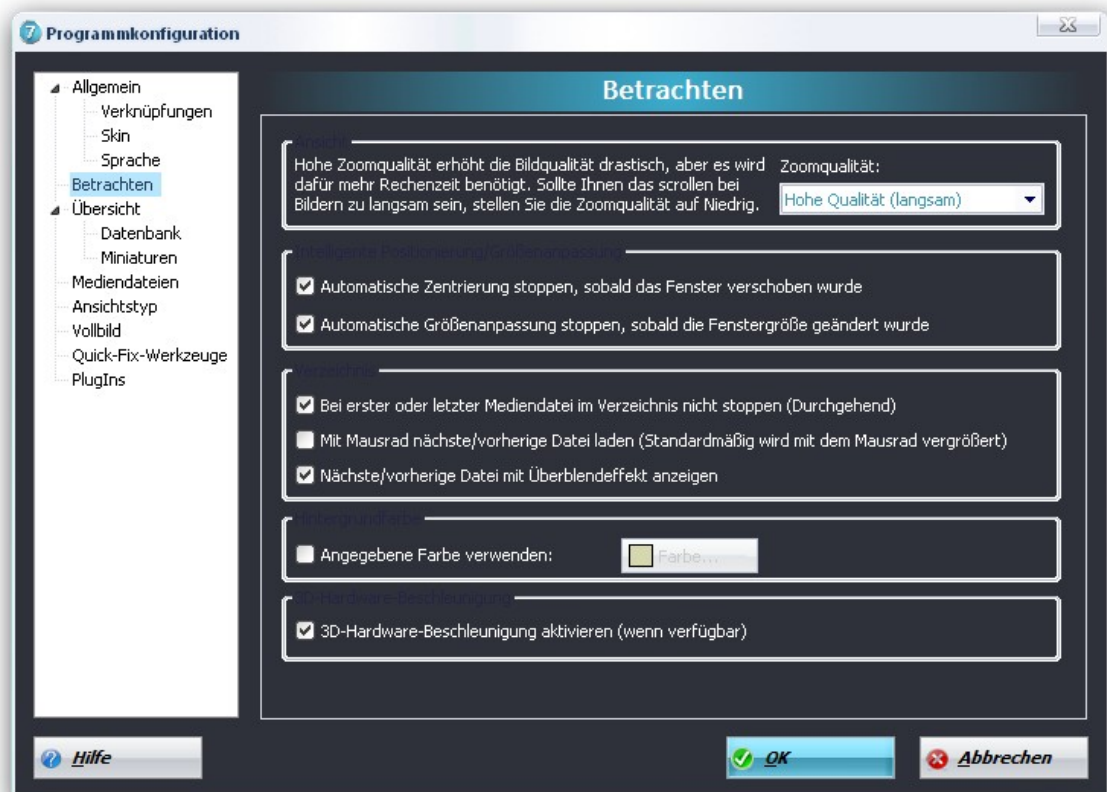 7 Programmkonfiguration
Allgemein
Verknüpfungen
Skin
Sprache
Betrachten
Übersicht
Datenbank
Miniaturen
Mediendateien
Ansichtstyp
Vollbild
Quick-Fix-Werkzeuge
PlugIns
Betrachten
Ansicht
Hohe Zoomqualität erhöht die Bildqualität drastisch, aber es wird
dafür mehr Rechenzeit benötigt. Sollte Ihnen das scrollen bei
Bildern zu langsam sein, stellen Sie die Zoomqualität auf Niedrig.
Zoomqualität:
Hohe Qualität (langsam)
Intelligente Positionierung/Größenanpassung
Automatische Zentrierung stoppen, sobald das Fenster verschoben wurde
Automatische Größenanpassung stoppen, sobald die Fenstergröße geändert wurde
Verzeichnis
Bei erster oder letzter Mediendatei im Verzeichnis nicht stoppen (Durchgehend)
Mit Mausrad nächste/vorherige Datei laden (Standardmäßig wird mit dem Mausrad vergrößert)
Nächste/vorherige Datei mit Überblendeffekt anzeigen
Hintergrundfarbe
Angegebene Farbe verwenden:
Farbe...
3D-Hardware-Beschleunigung
3D-Hardware-Beschleunigung aktivieren (wenn verfügbar)
Hilfe
OK
Abbrechen